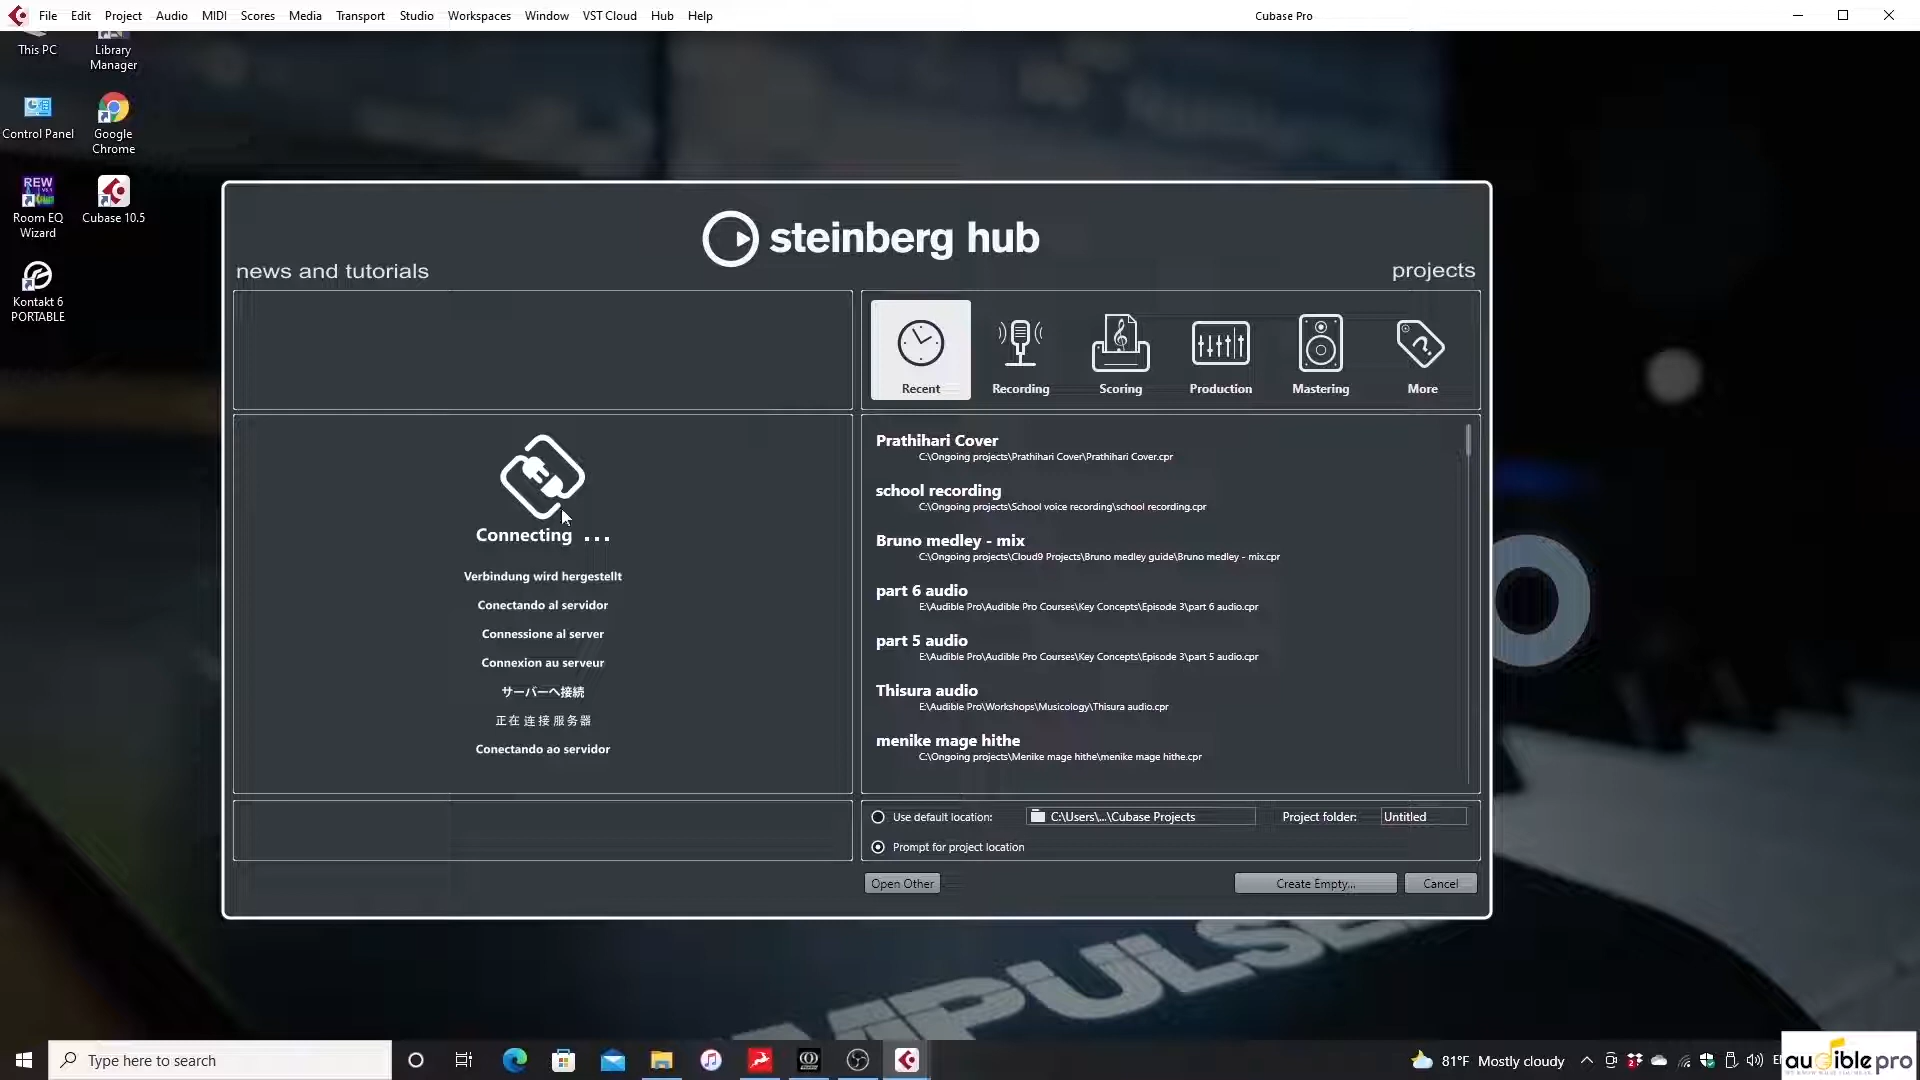 File Edit Project Audio MIDI Scores Media Transport Studio Workspaces Window VST Cloud Hub Help
Cubase Pro
This PC
Library
Manager
Control Panel
Google
Chrome
REW
Room EQ
Wizard
Cubase 10.5
Kontakt 6
PORTABLE
steinberg hub
news and tutorials
projects
Recent
Recording
Scoring
Production
Mastering
More
Connecting ...
Verbindung wird hergestellt
Conectando al servidor
Connessione al server
Connexion au serveur
サーバーへ接続
正在 连接 服务器
Conectando ao servidor
Prathihari Cover
C:\Ongoing projects\Prathihari Cover\Prathihari Cover.cpr
school recording
C:\Ongoing projects\School voice recording\school recording.cpr
Bruno medley - mix
C:\Ongoing projects\Cloud9 Projects\Bruno medley guide\Bruno medley - mix.cpr
part 6 audio
E:\Audible Pro\Audible Pro Courses\Key Concepts\Episode 3\part 6 audio.cpr
part 5 audio
E:\Audible Pro\Audible Pro Courses\Key Concepts\Episode 3\part 5 audio.cpr
Thisura audio
E:\Audible Pro\Workshops\Musicology\Thisura audio.cpr
menike mage hithe
C:\Ongoing projects\Menike mage hithe\menike mage hithe.cpr
Use default location:
C:\Users\...\Cubase Projects
Project folder:
Untitled
Prompt for project location
Open Other
Create Empty...
Cancel
MPULSE
Type here to search
81°F Mostly cloudy
audiblepro